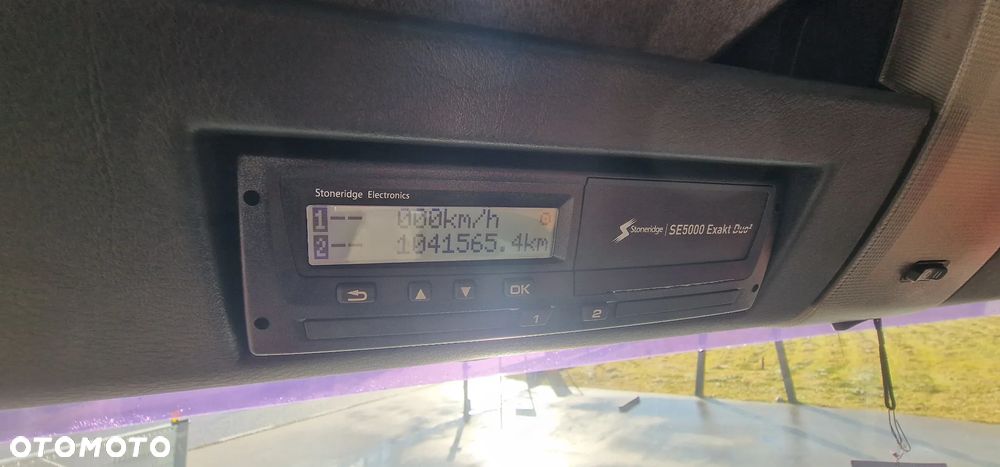 Stoneridge Electronics
1 -- 000km/h
2 -- 1041565.4km
Stoneridge | SE5000 Exakt Duo²
OK
1 2
OTOMOTO